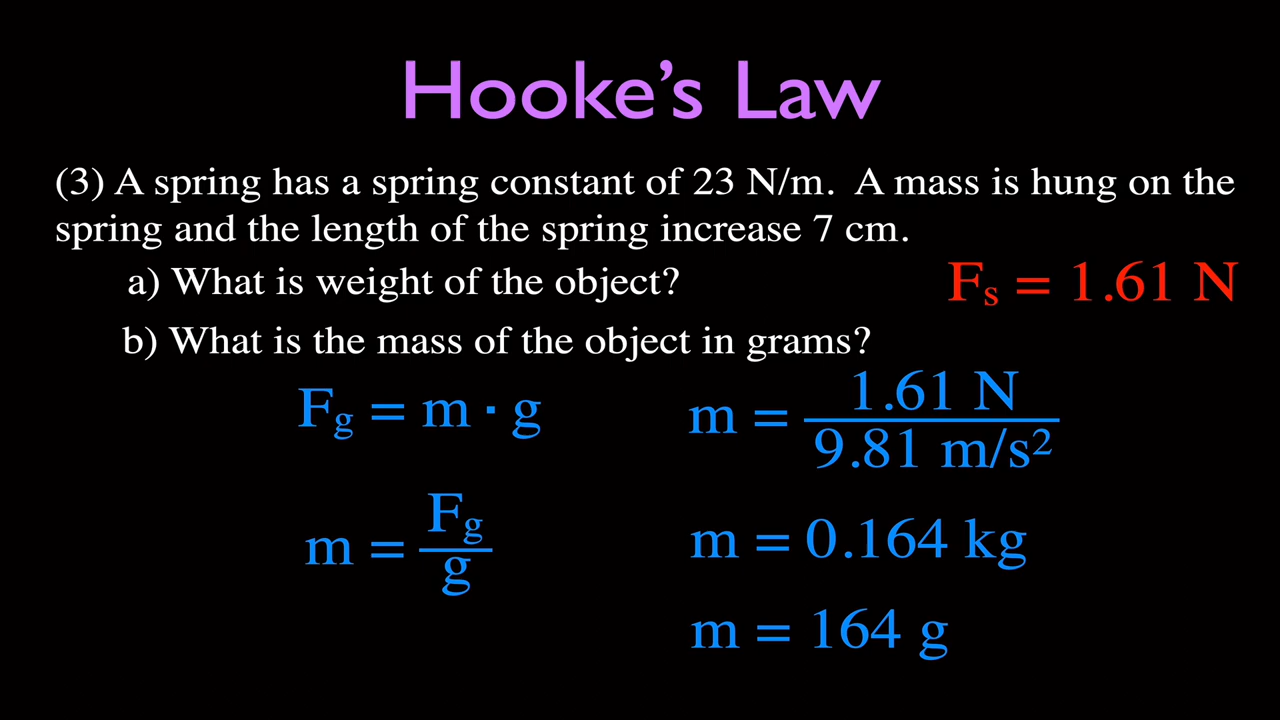 Hooke’s Law
(3) A spring has a spring constant of 23 N/m. A mass is hung on the
spring and the length of the spring increase 7 cm.
a) What is weight of the object?
Fs = 1.61 N
b) What is the mass of the object in grams?
Fg = m · g
m = Fg / g
m = 1.61 N / 9.81 m/s²
m = 0.164 kg
m = 164 g